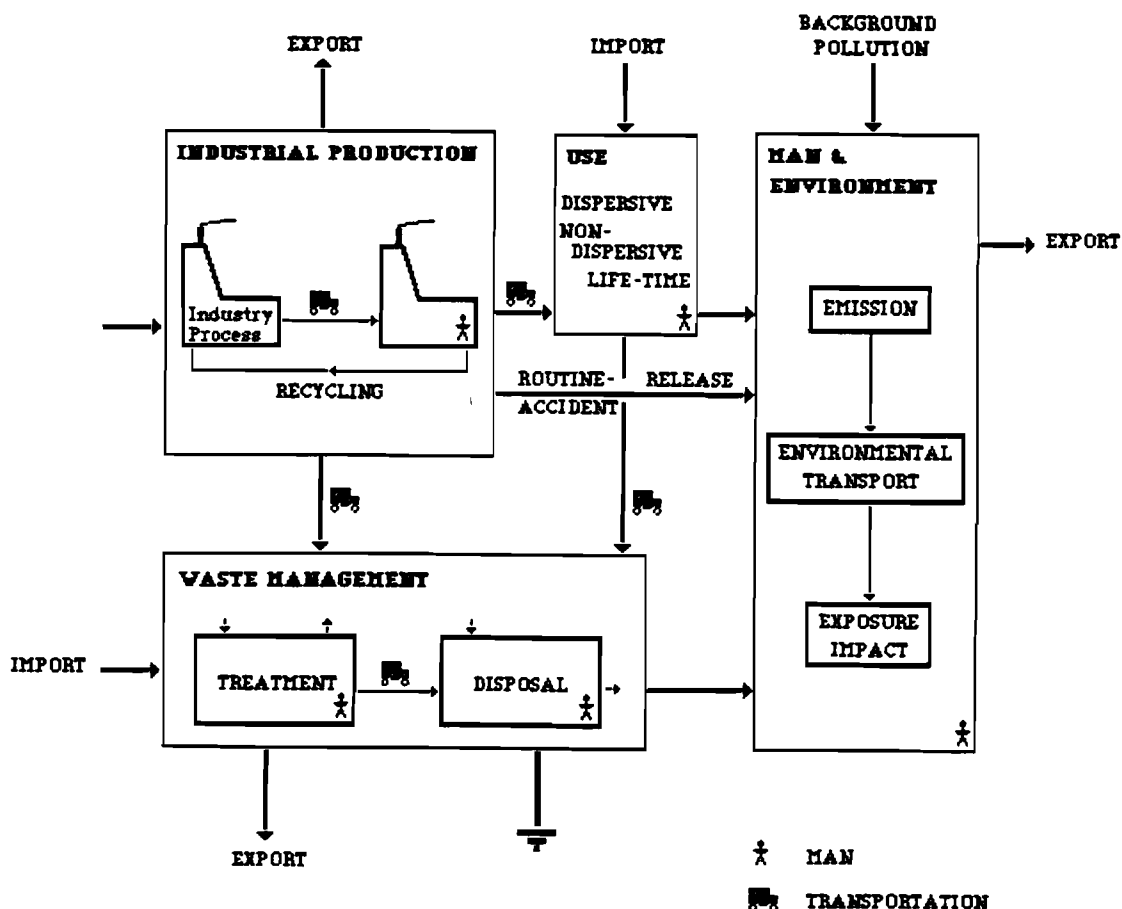 BACKGROUND
POLLUTION
EXPORT
IMPORT
INDUSTRIAL PRODUCTION
Industry
Process
RECYCLING
USE
DISPERSIVE
NON-
DISPERSIVE
LIFE-TIME
MAN &
ENVIRONMENT
EXPORT
EMISSION
ROUTINE- RELEASE
ACCIDENT
ENVIRONMENTAL
TRANSPORT
EXPOSURE
IMPACT
WASTE MANAGEMENT
IMPORT
TREATMENT
DISPOSAL
EXPORT
MAN
TRANSPORTATION